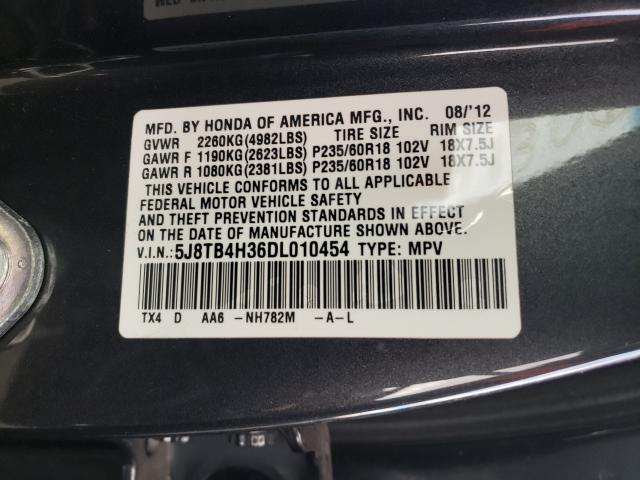 MFD. BY HONDA OF AMERICA MFG., INC. 08/'12
GVWR 2260KG(4982LBS) TIRE SIZE RIM SIZE
GAWR F 1190KG(2623LBS) P235/60R18 102V 18X7.5J
GAWR R 1080KG(2381LBS) P235/60R18 102V 18X7.5J
THIS VEHICLE CONFORMS TO ALL APPLICABLE
FEDERAL MOTOR VEHICLE SAFETY
AND THEFT PREVENTION STANDARDS IN EFFECT
ON THE DATE OF MANUFACTURE SHOWN ABOVE.
V.I.N.:5J8TB4H36DL010454 TYPE: MPV
TX4 D AA6 -NH782M -A-L